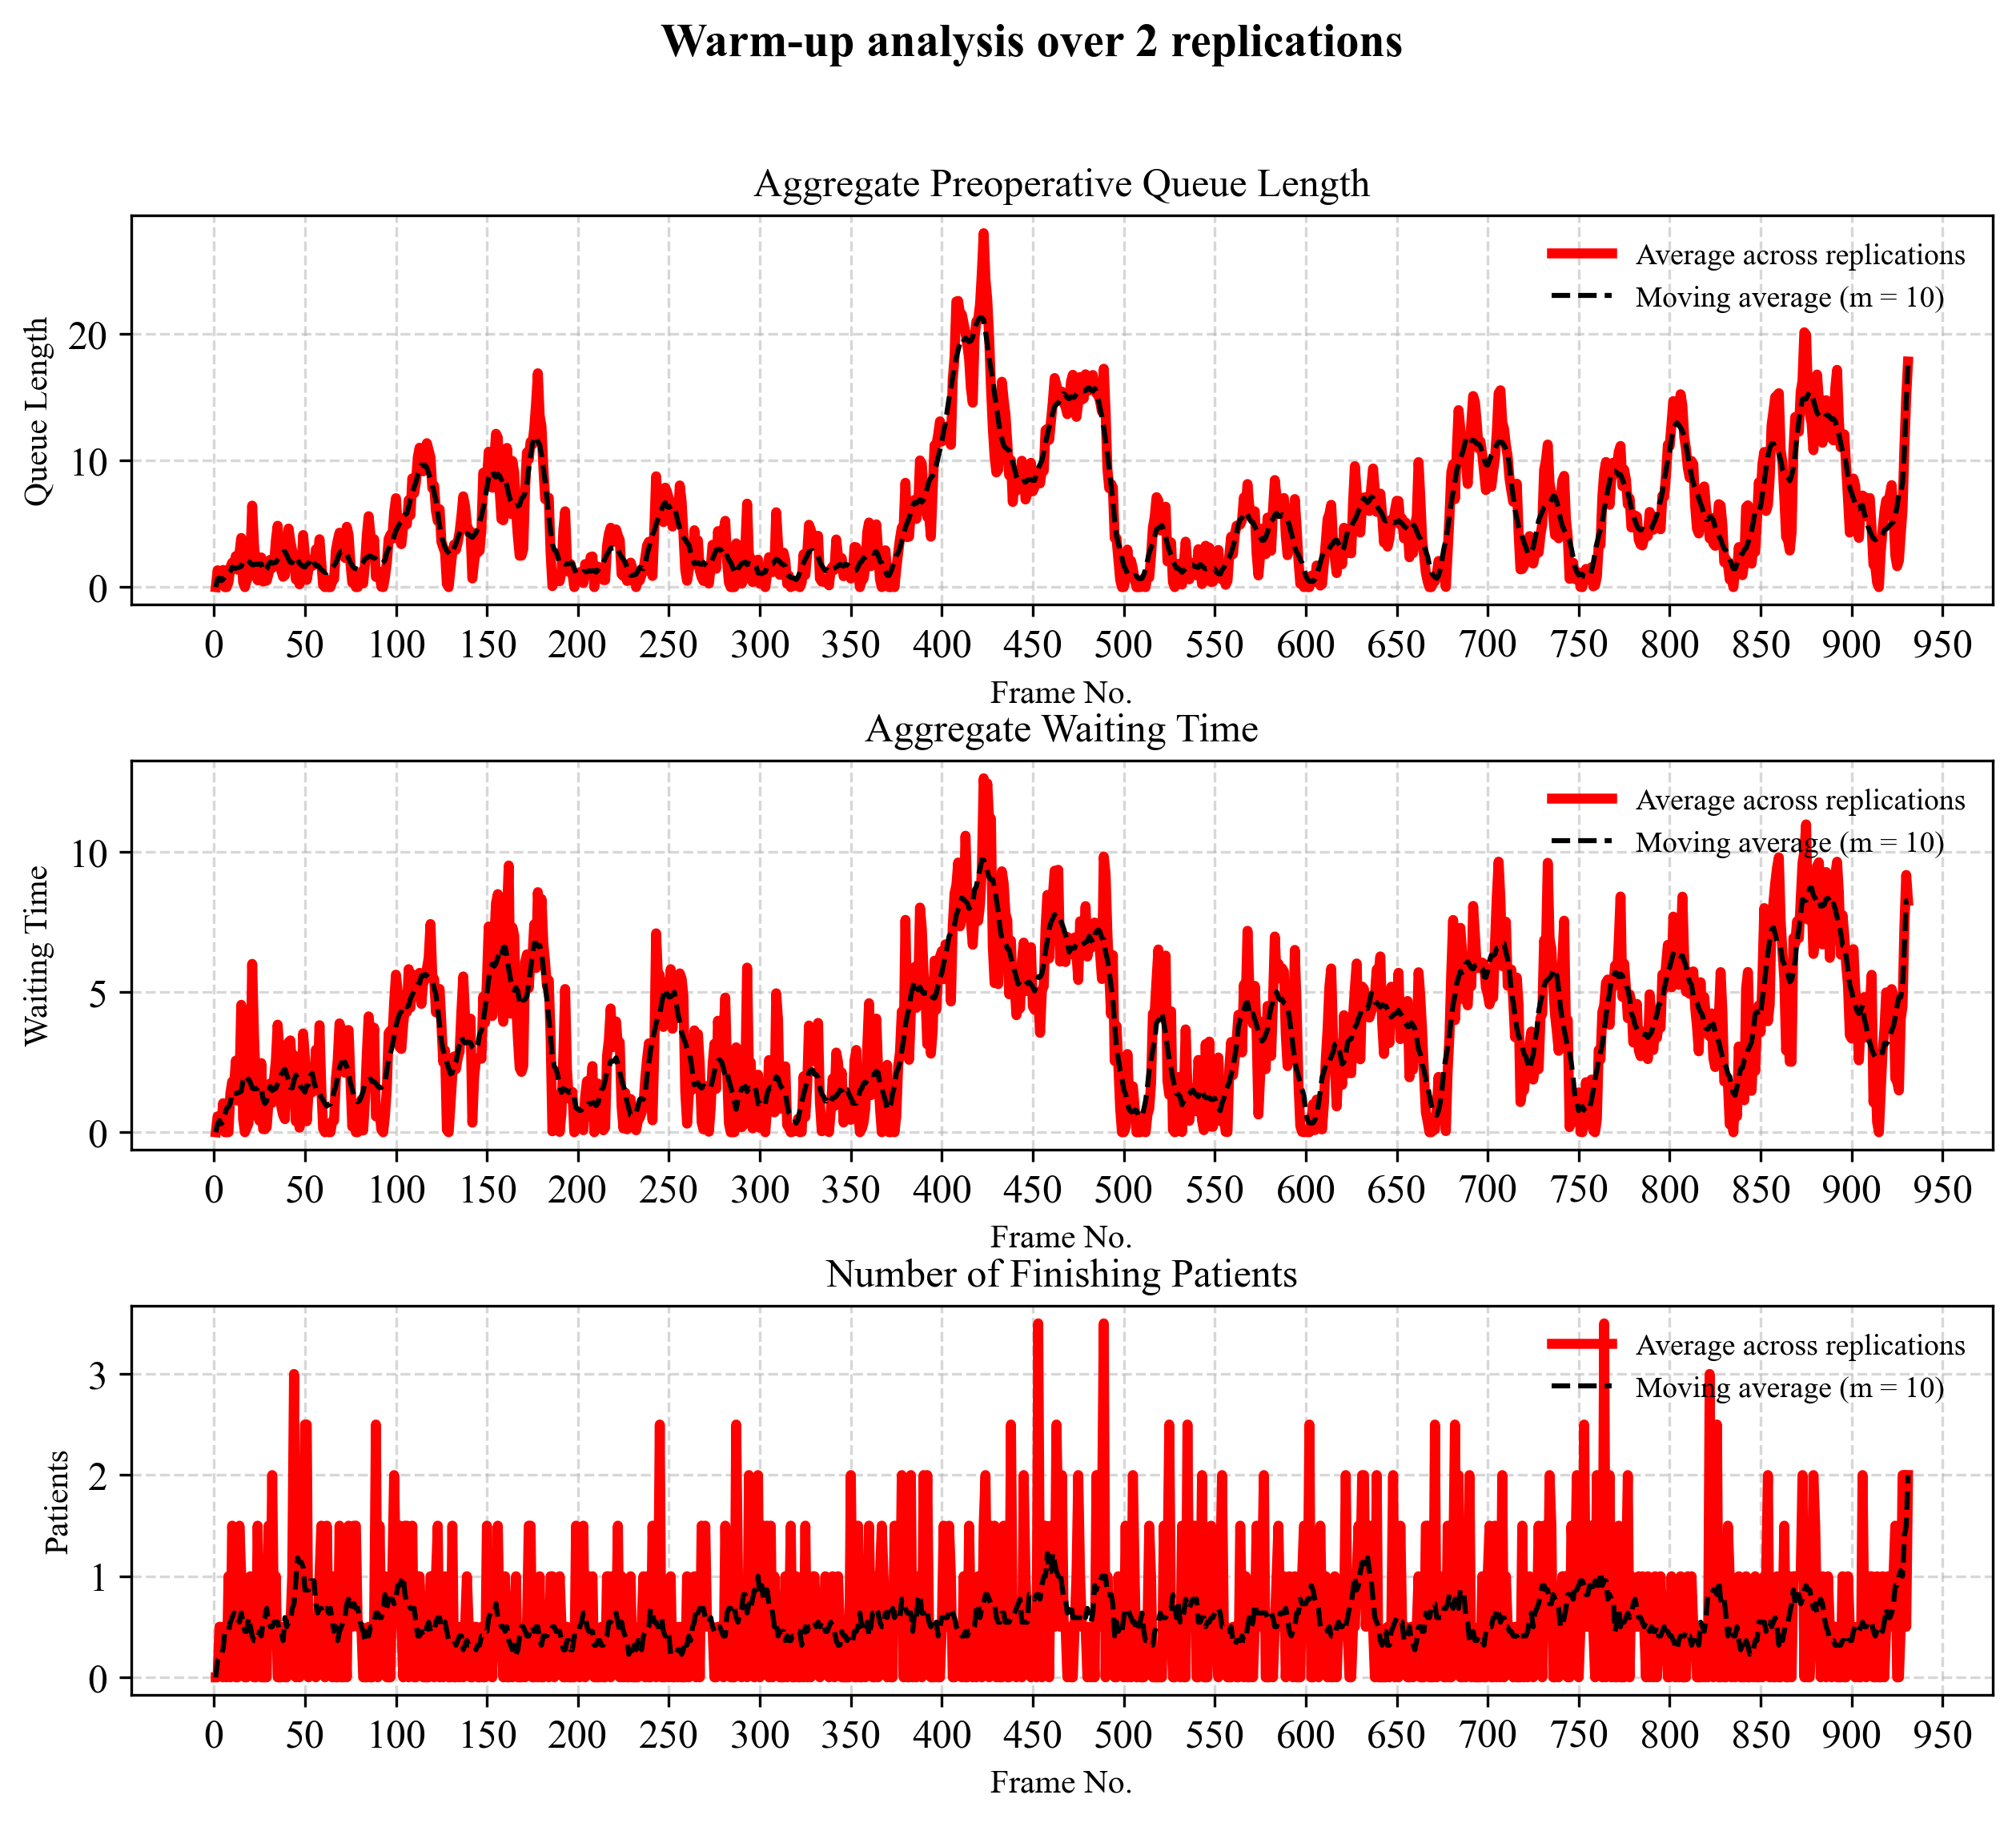 Warm-up analysis over 2 replications
Aggregate Preoperative Queue Length
Average across replications
Moving average (m = 10)
Queue Length
20
10
0
0 50 100 150 200 250 300 350 400 450 500 550 600 650 700 750 800 850 900 950
Frame No.
Aggregate Waiting Time
Average across replications
Moving average (m = 10)
Waiting Time
10
5
0
0 50 100 150 200 250 300 350 400 450 500 550 600 650 700 750 800 850 900 950
Frame No.
Number of Finishing Patients
Average across replications
Moving average (m = 10)
Patients
3
2
1
0
0 50 100 150 200 250 300 350 400 450 500 550 600 650 700 750 800 850 900 950
Frame No.